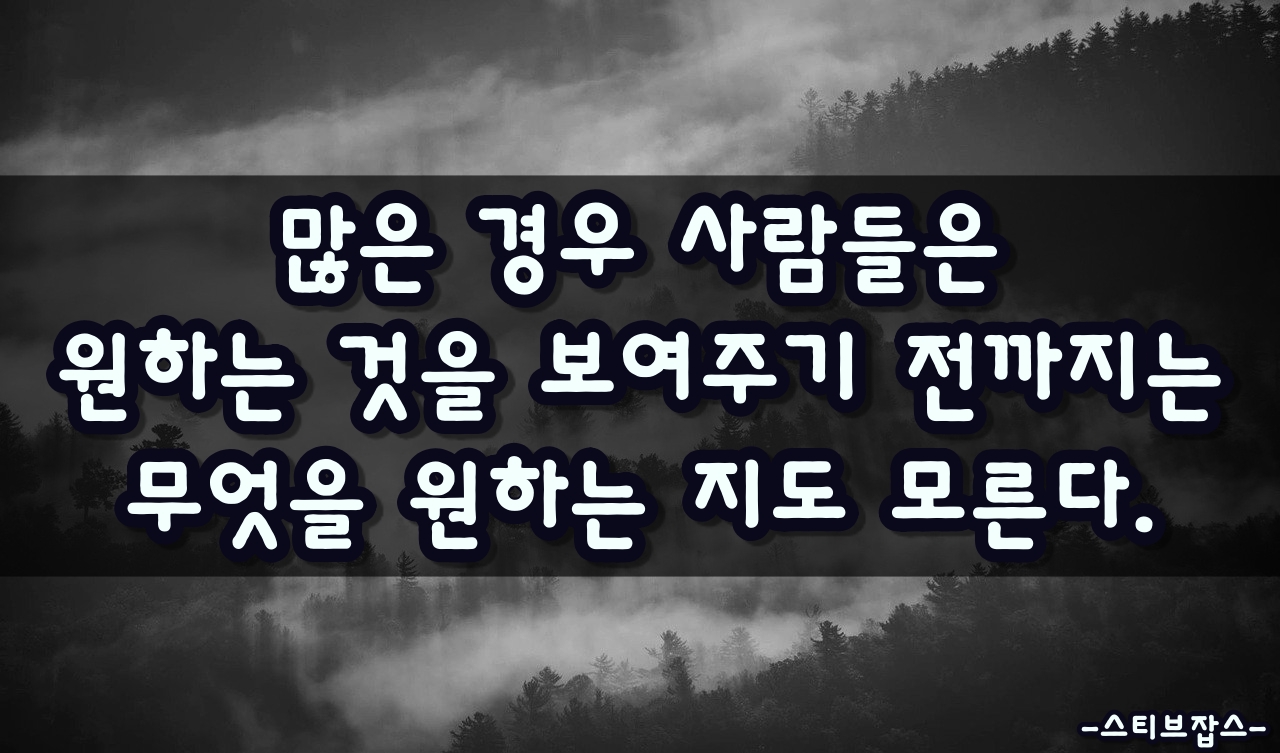 많은 경우 사람들은
원하는 것을 보여주기 전까지는
무엇을 원하는 지도 모른다.
-스티브잡스-